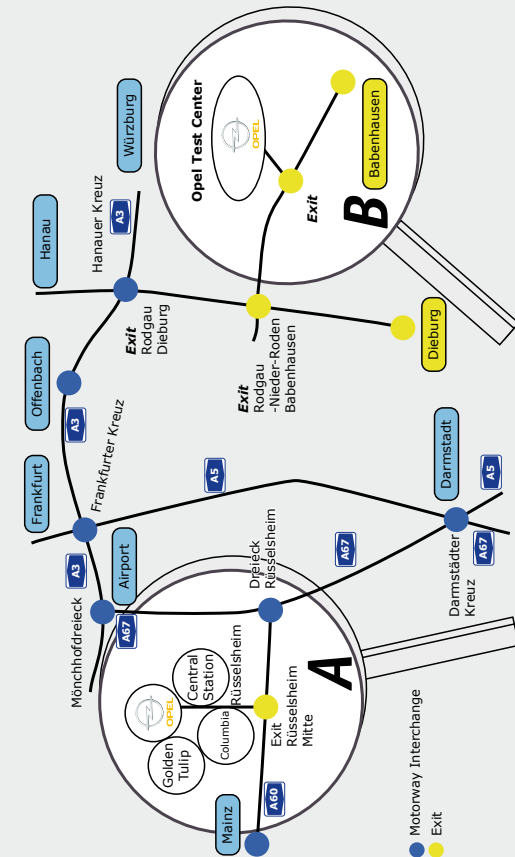 Mainz
A60
Golden
Tulip
OPEL
Columbia
Central
Station
Rüsselsheim
Exit
Rüsselsheim
Mitte
A
Mönchhofdreieck
A67
Airport
A3
Dreieck
Rüsselsheim
Frankfurt
Frankfurter Kreuz
A5
A67
Darmstadt
A5
A67
Darmstädter
Kreuz
A3
Offenbach
Hanau
Hanauer Kreuz
A3
Würzburg
Exit
Rodgau
Dieburg
Exit
Rodgau
-Nieder-Roden
Babenhausen
Dieburg
Opel Test Center
OPEL
Exit
B
Babenhausen
Motorway Interchange
Exit